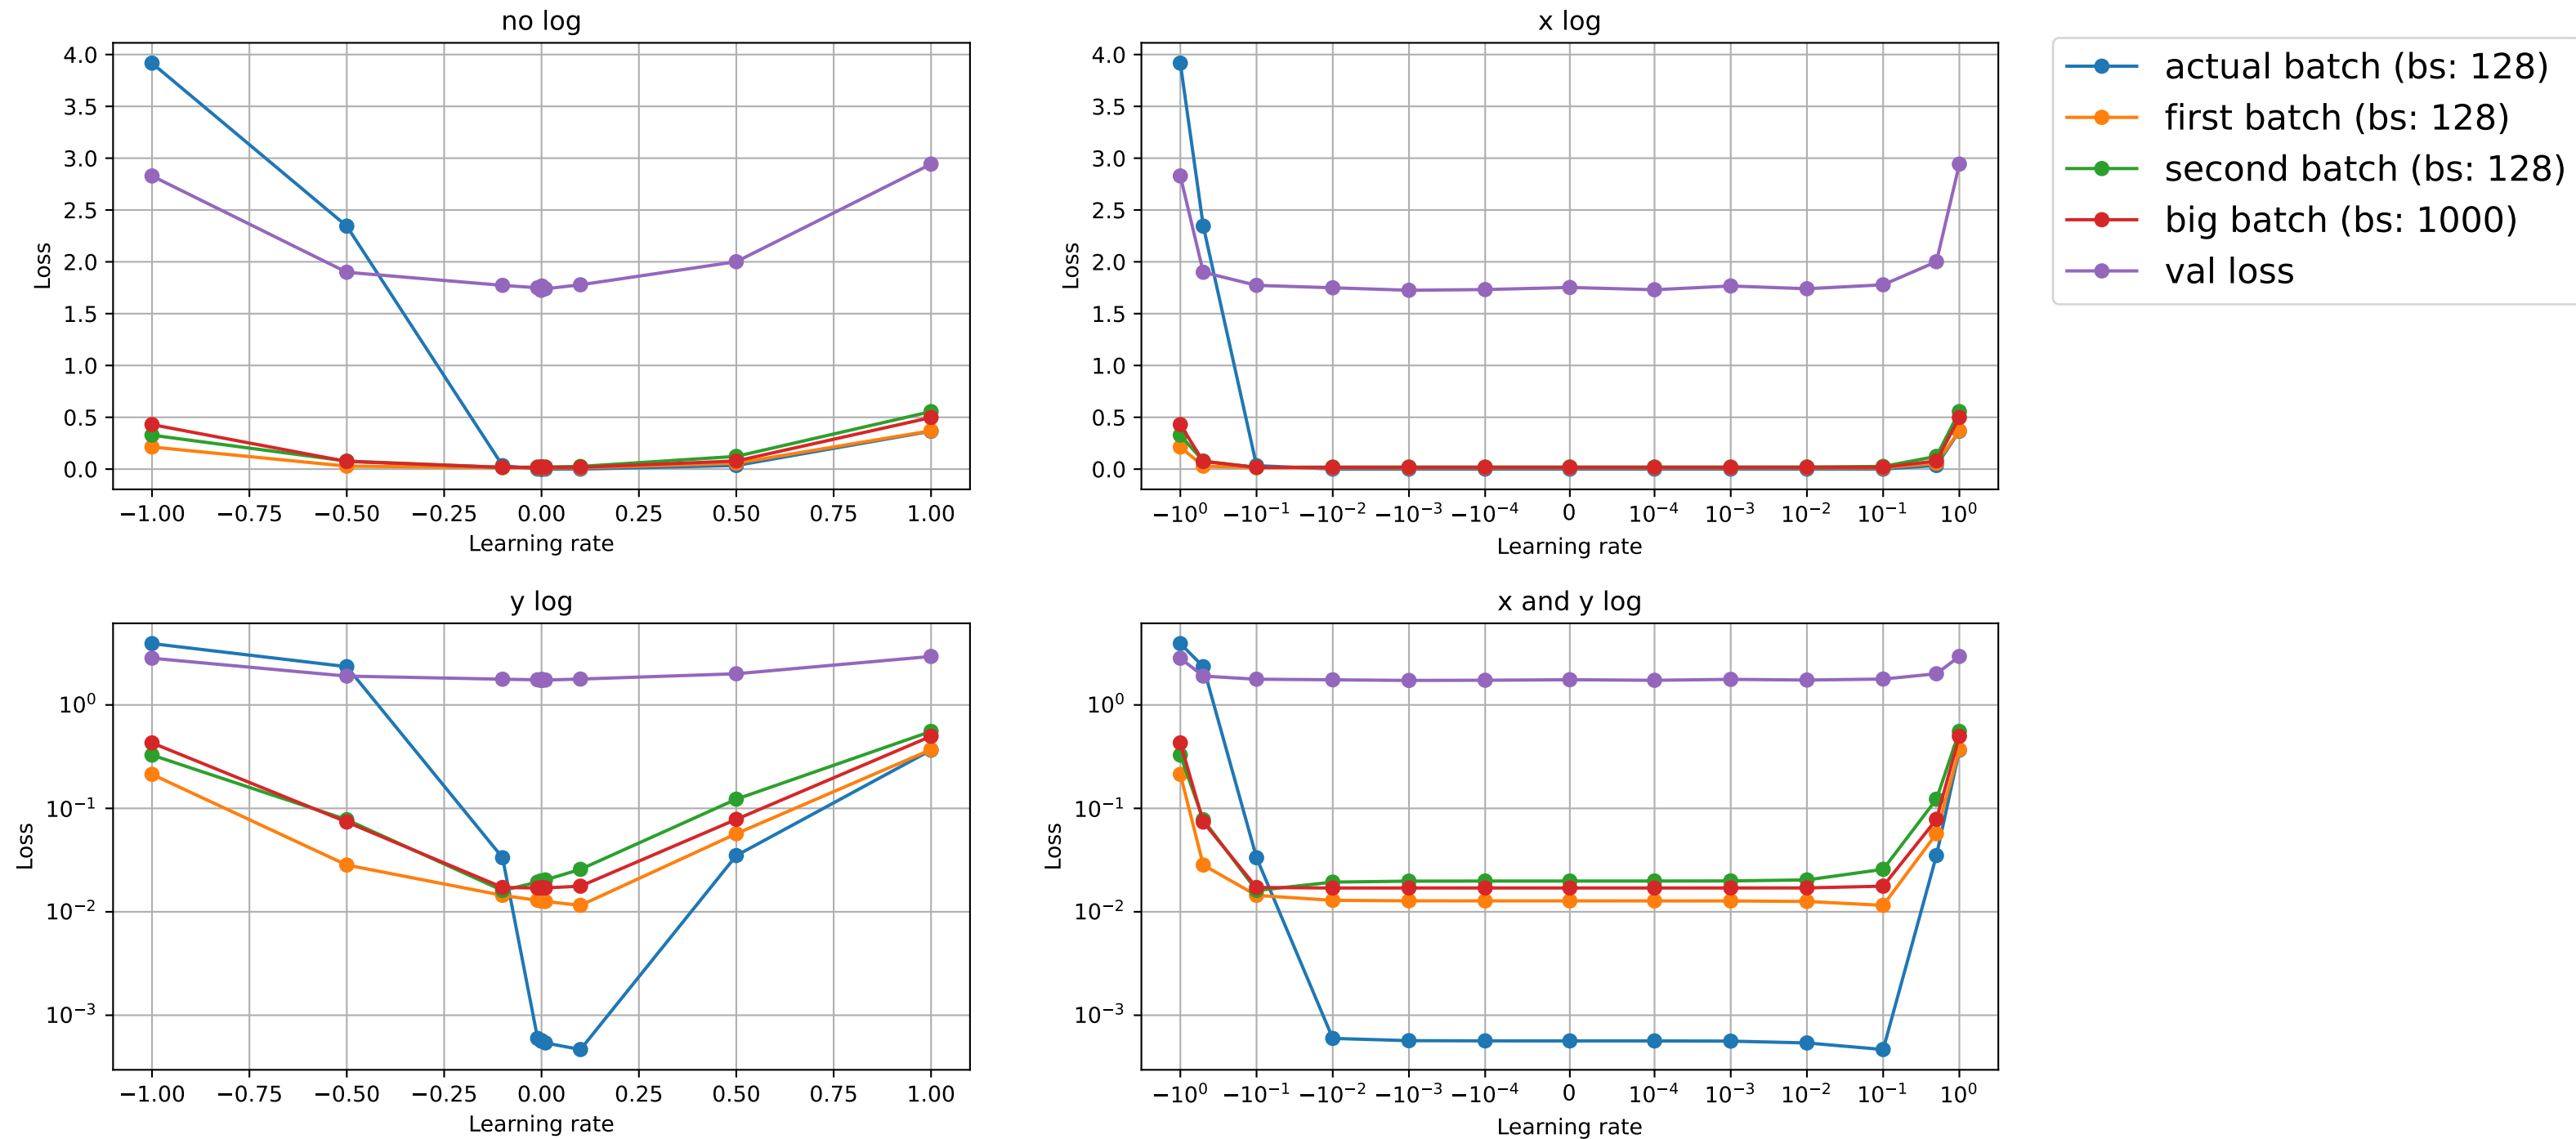 no log
4.0
3.5
3.0
2.5
2.0
1.5
1.0
0.5
0.0
Loss
−1.00 −0.75 −0.50 −0.25 0.00 0.25 0.50 0.75 1.00
Learning rate
x log
4.0
3.5
3.0
2.5
2.0
1.5
1.0
0.5
0.0
Loss
−10⁰ −10⁻¹ −10⁻² −10⁻³ −10⁻⁴ 0 10⁻⁴ 10⁻³ 10⁻² 10⁻¹ 10⁰
Learning rate
actual batch (bs: 128)
first batch (bs: 128)
second batch (bs: 128)
big batch (bs: 1000)
val loss
y log
10⁰
10⁻¹
10⁻²
10⁻³
Loss
−1.00 −0.75 −0.50 −0.25 0.00 0.25 0.50 0.75 1.00
Learning rate
x and y log
10⁰
10⁻¹
10⁻²
10⁻³
Loss
−10⁰ −10⁻¹ −10⁻² −10⁻³ −10⁻⁴ 0 10⁻⁴ 10⁻³ 10⁻² 10⁻¹ 10⁰
Learning rate